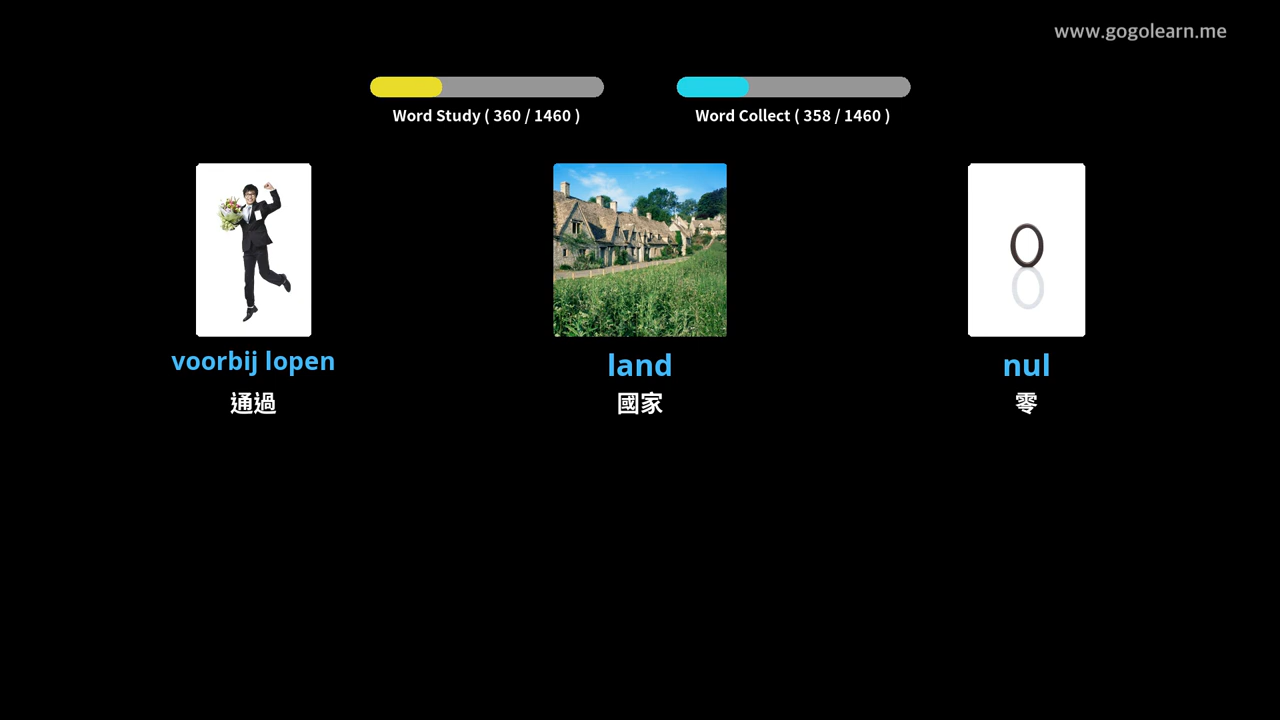 www.gogolearn.me
Word Study ( 360 / 1460 )
Word Collect ( 358 / 1460 )
voorbij lopen
通過
land
國家
nul
零